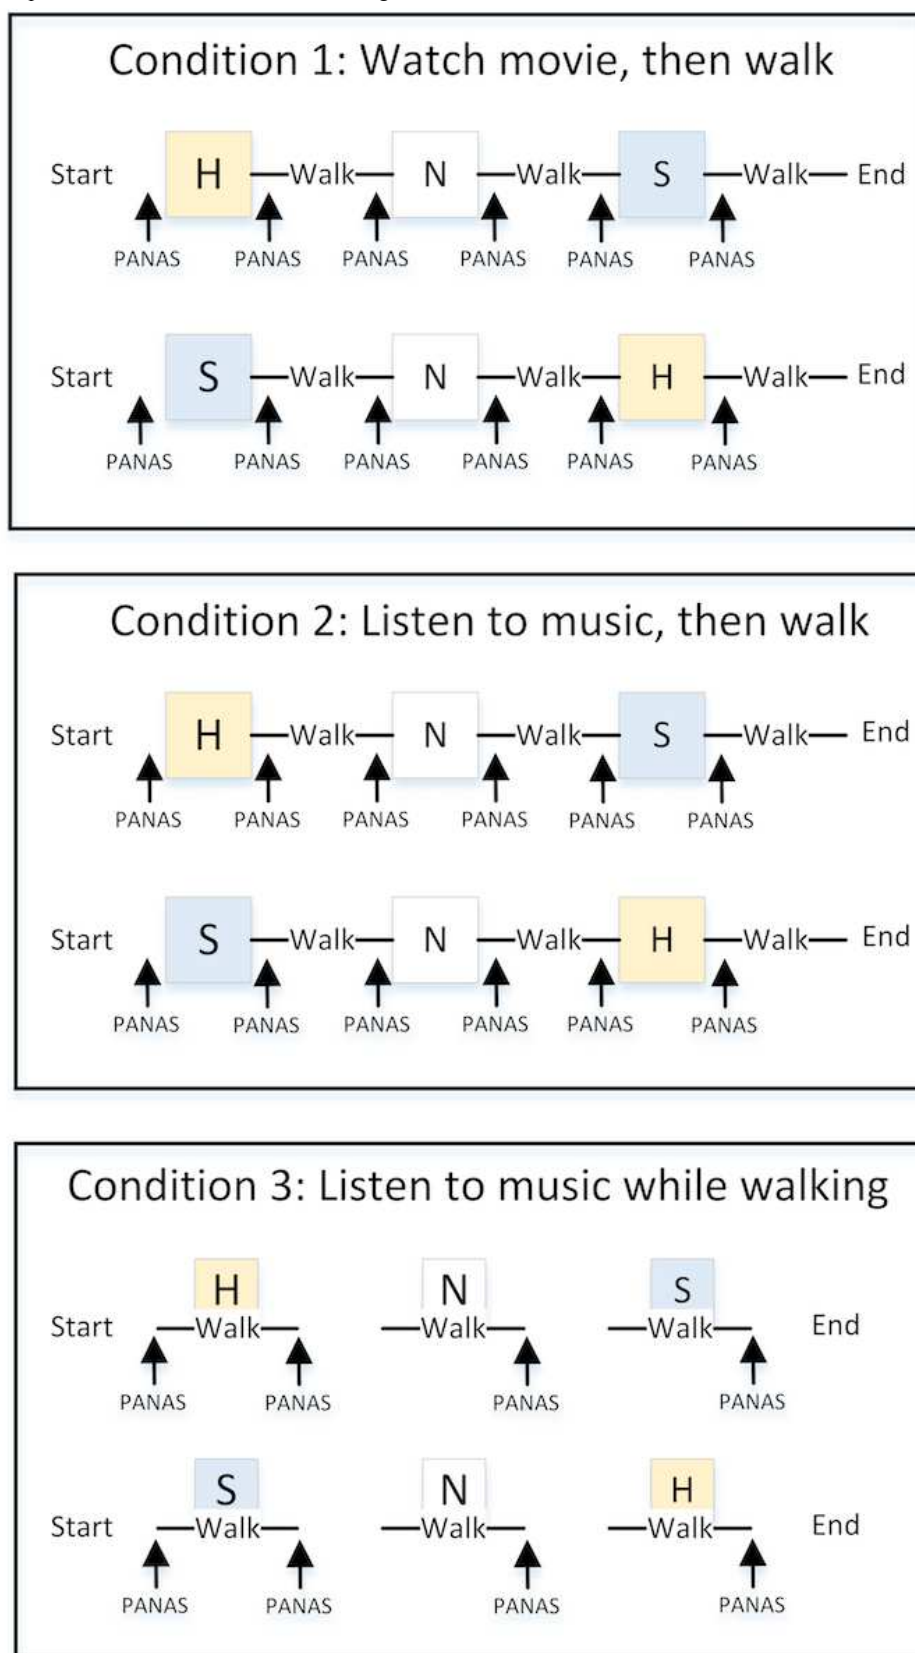 Condition 1: Watch movie, then walk
Start H Walk N Walk S Walk End
PANAS PANAS PANAS PANAS PANAS PANAS
Start S Walk N Walk H Walk End
PANAS PANAS PANAS PANAS PANAS PANAS
Condition 2: Listen to music, then walk
Start H Walk N Walk S Walk End
PANAS PANAS PANAS PANAS PANAS PANAS
Start S Walk N Walk H Walk End
PANAS PANAS PANAS PANAS PANAS PANAS
Condition 3: Listen to music while walking
H N S
Start Walk Walk Walk End
PANAS PANAS PANAS PANAS
S N H
Start Walk Walk Walk End
PANAS PANAS PANAS PANAS